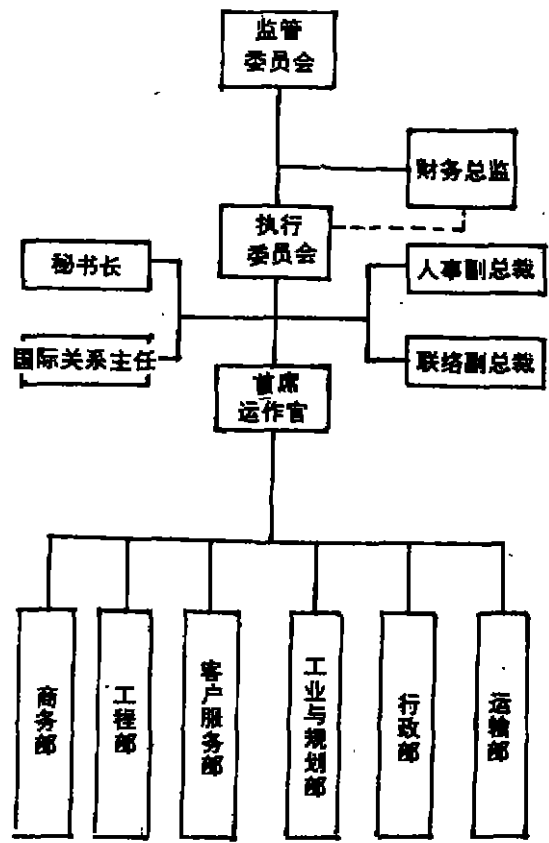 监管
委员会
财务总监
执行
委员会
秘书长
人事副总裁
国际关系主任
联络副总裁
首席
运作官
商务部
工程部
客户服务部
工业与规划部
行政部
运输部